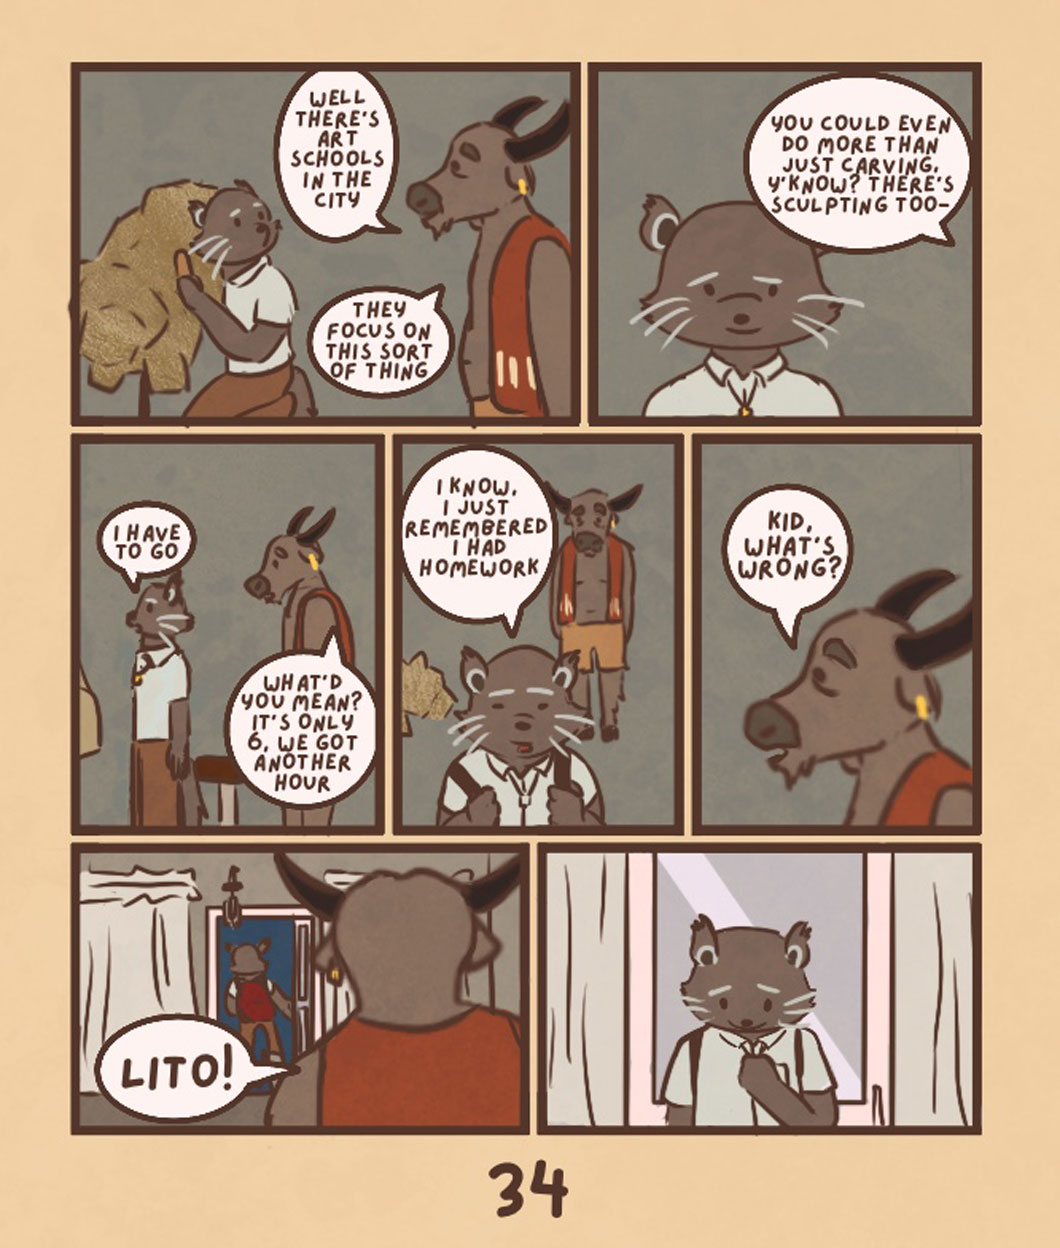 WELL
THERE'S
ART
SCHOOLS
IN THE
CITY
THEY
FOCUS ON
THIS SORT
OF THING
YOU COULD EVEN
DO MORE THAN
JUST CARVING,
Y'KNOW? THERE'S
SCULPTING TOO-
I HAVE
TO GO
WHAT'D
YOU MEAN?
IT'S ONLY
6, WE GOT
ANOTHER
HOUR
I KNOW,
I JUST
REMEMBERED
I HAD
HOMEWORK
KID,
WHAT'S
WRONG?
LITO!
34